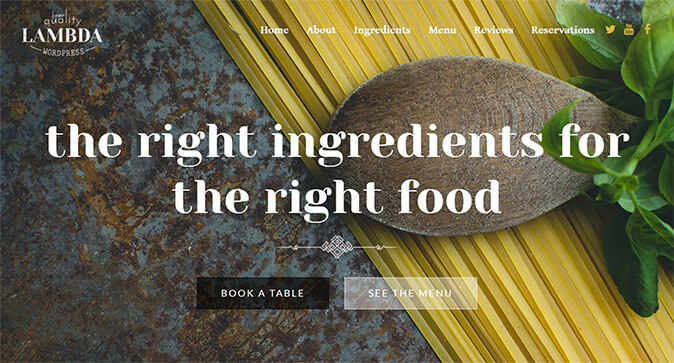 quality
LAMBDA
WORDPRESS
Home About Ingredients Menu Reviews Reservations
the right ingredients for
the right food
BOOK A TABLE SEE THE MENU